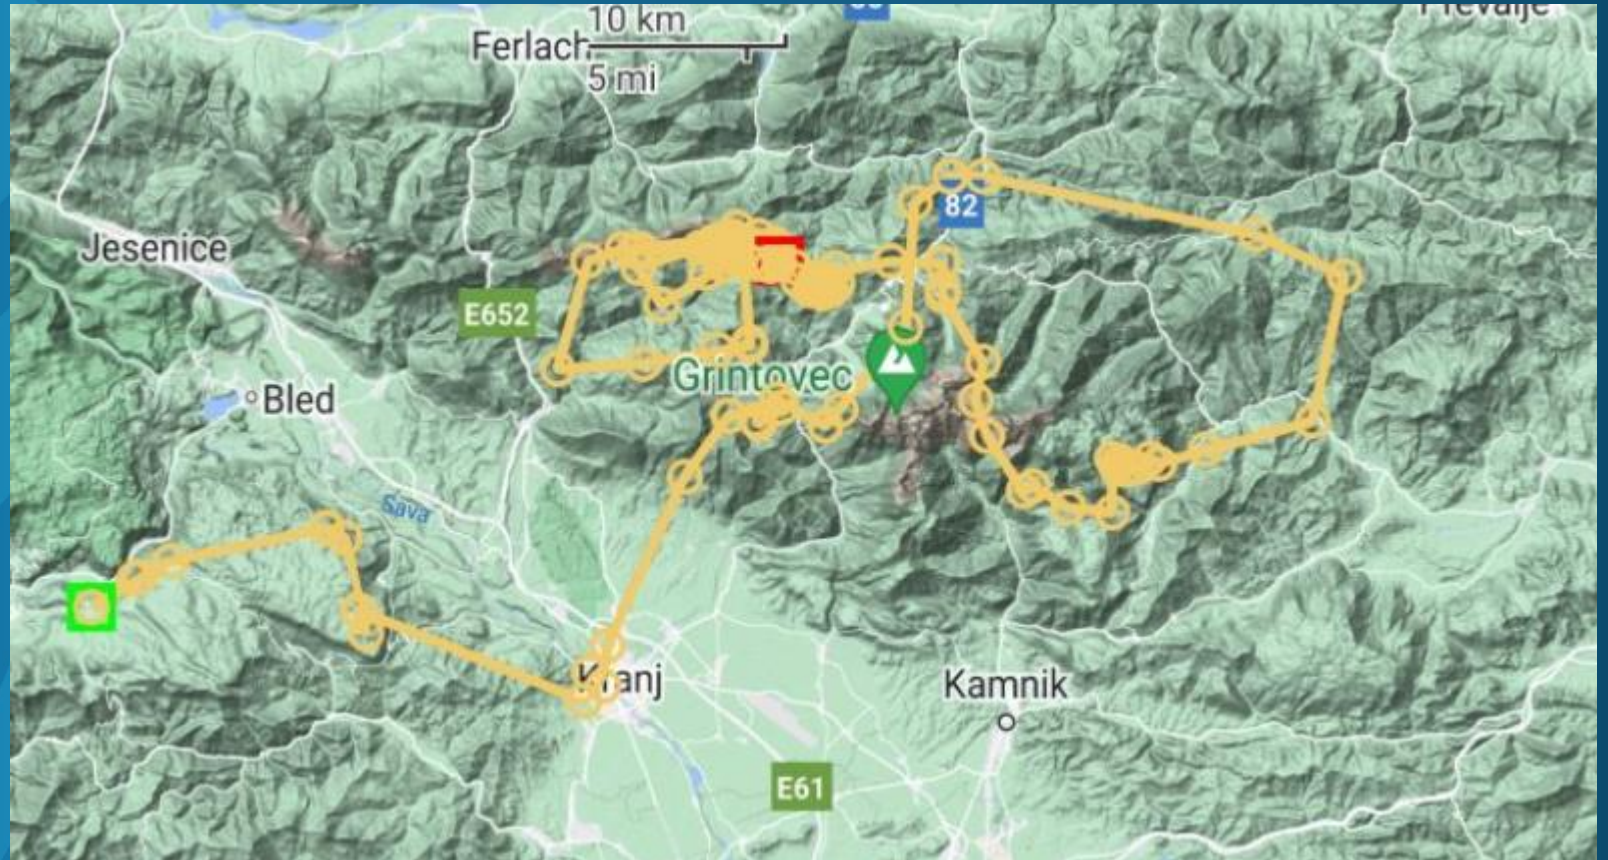 10 km
Ferlach
5 mi
82
Jesenice
E652
Grintovec
Bled
Sava
Kranj
Kamnik
E61